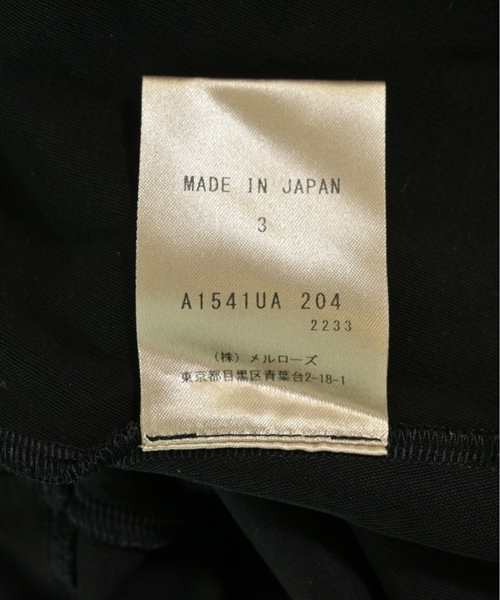 MADE IN JAPAN
3
A1541UA 204
2233
(株)メルローズ
東京都目黒区青葉台2-18-1